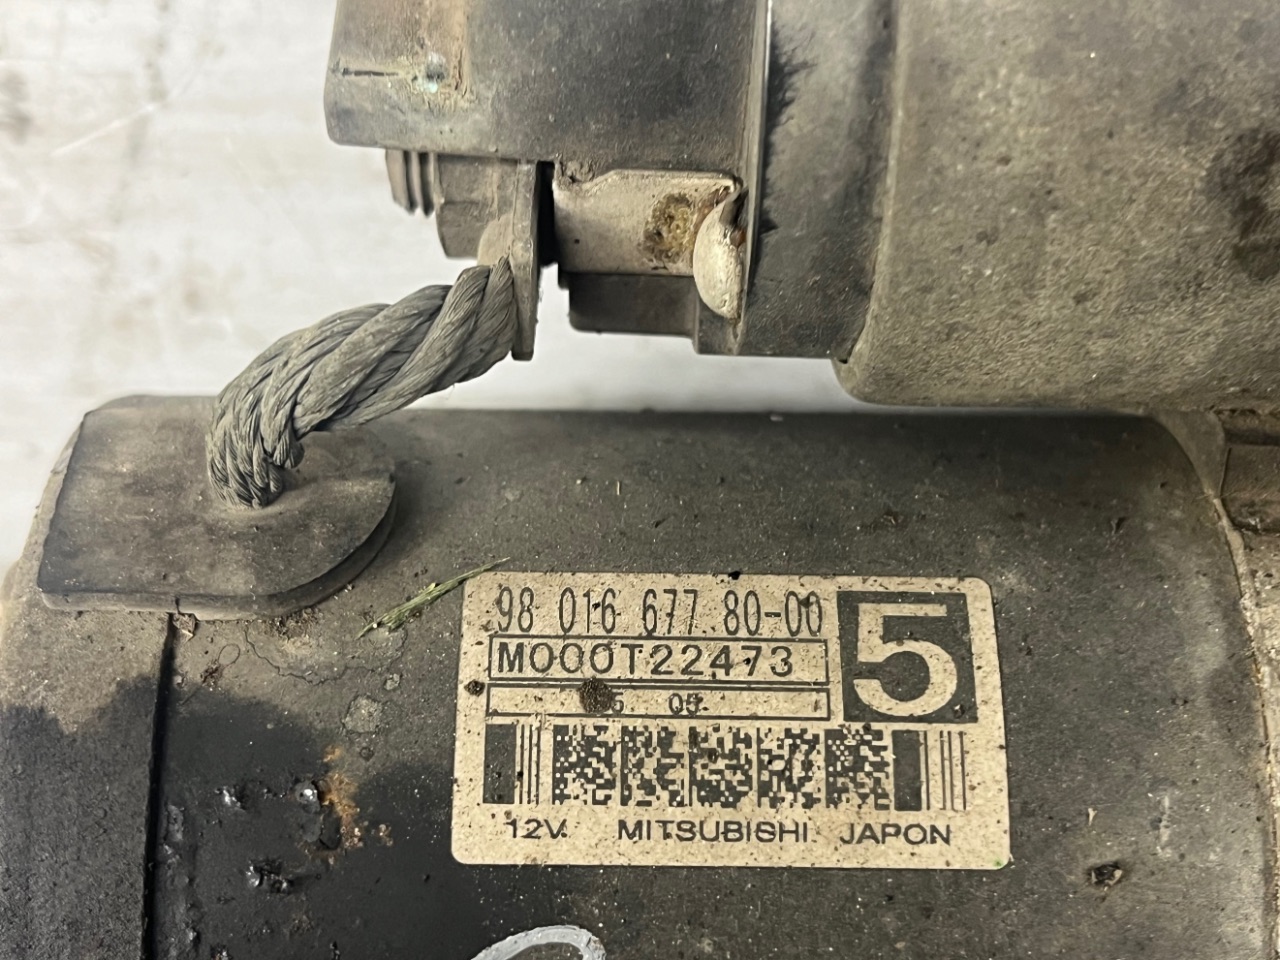 98 016 677 80-00
5
M000T22473
12V MITSUBISHI JAPON